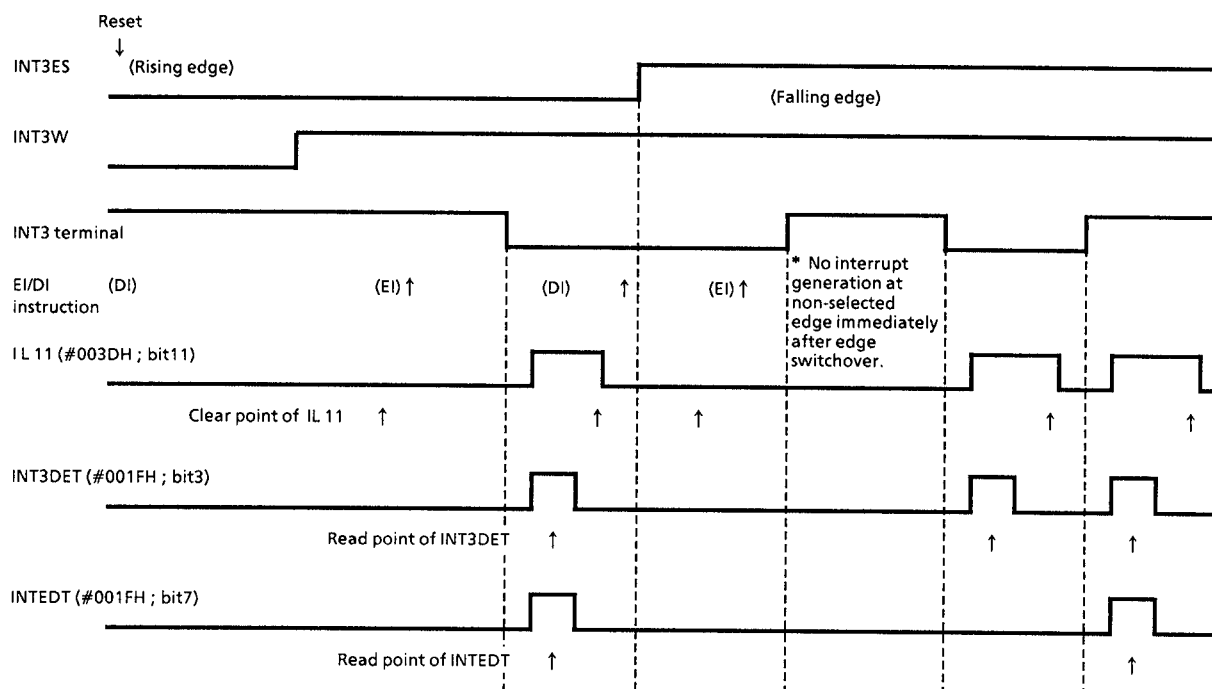 Reset
↓
INT3ES (Rising edge)
(Falling edge)
INT3W
INT3 terminal
EI/DI instruction
(DI)
(EI) ↑
(DI) ↑
(EI) ↑
* No interrupt
generation at
non-selected
edge immediately
after edge
switchover.
IL 11 (#003DH ; bit11)
Clear point of IL 11 ↑ ↑ ↑ ↑ ↑
INT3DET (#001FH ; bit3)
Read point of INT3DET ↑ ↑ ↑
INTEDT (#001FH ; bit7)
Read point of INTEDT ↑ ↑